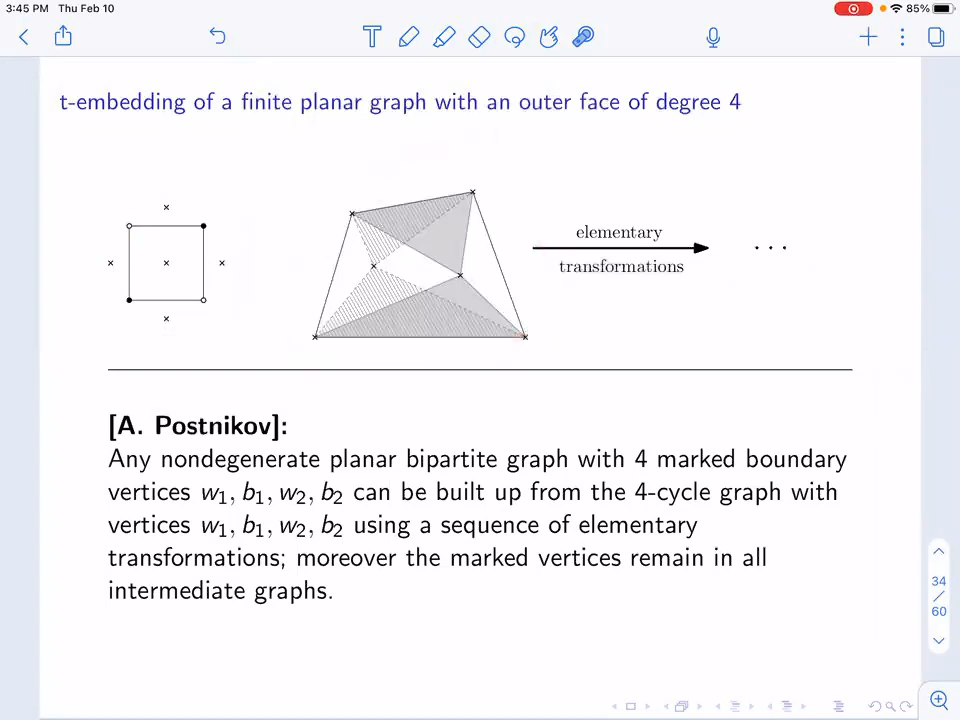 3:45 PM Thu Feb 10
85%
t-embedding of a finite planar graph with an outer face of degree 4
elementary
transformations
· · ·
[A. Postnikov]:
Any nondegenerate planar bipartite graph with 4 marked boundary
vertices w₁, b₁, w₂, b₂ can be built up from the 4-cycle graph with
vertices w₁, b₁, w₂, b₂ using a sequence of elementary
transformations; moreover the marked vertices remain in all
intermediate graphs.
34
/
60